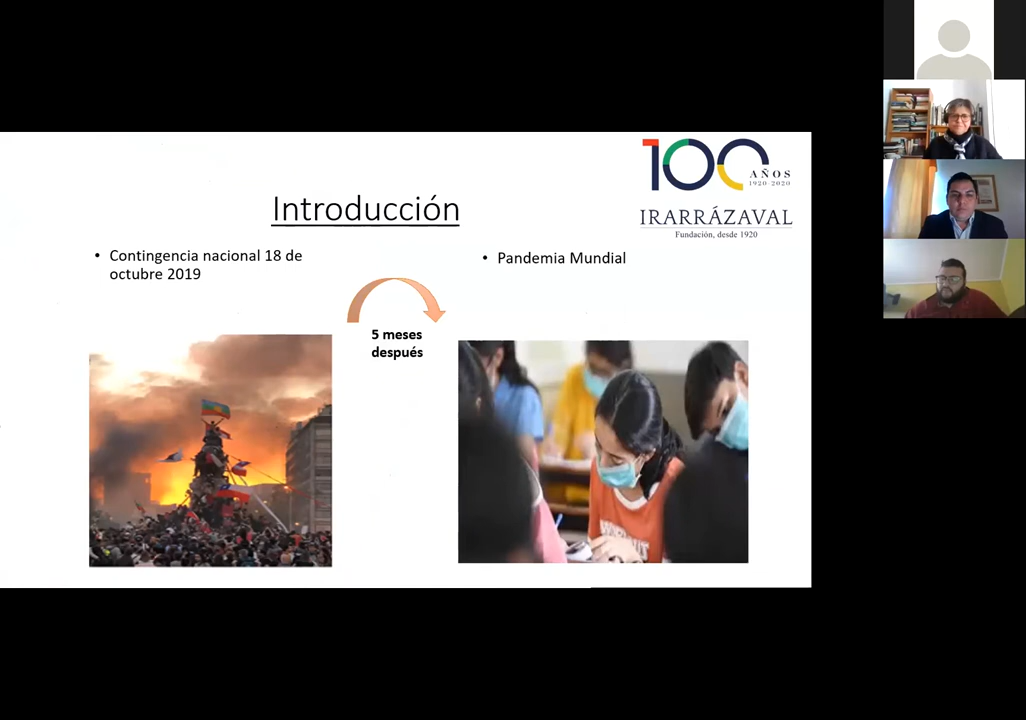 100
AÑOS
1920-2020
IRARRÁZAVAL
Fundación, desde 1920
Introducción
• Contingencia nacional 18 de
octubre 2019
5 meses
después
• Pandemia Mundial